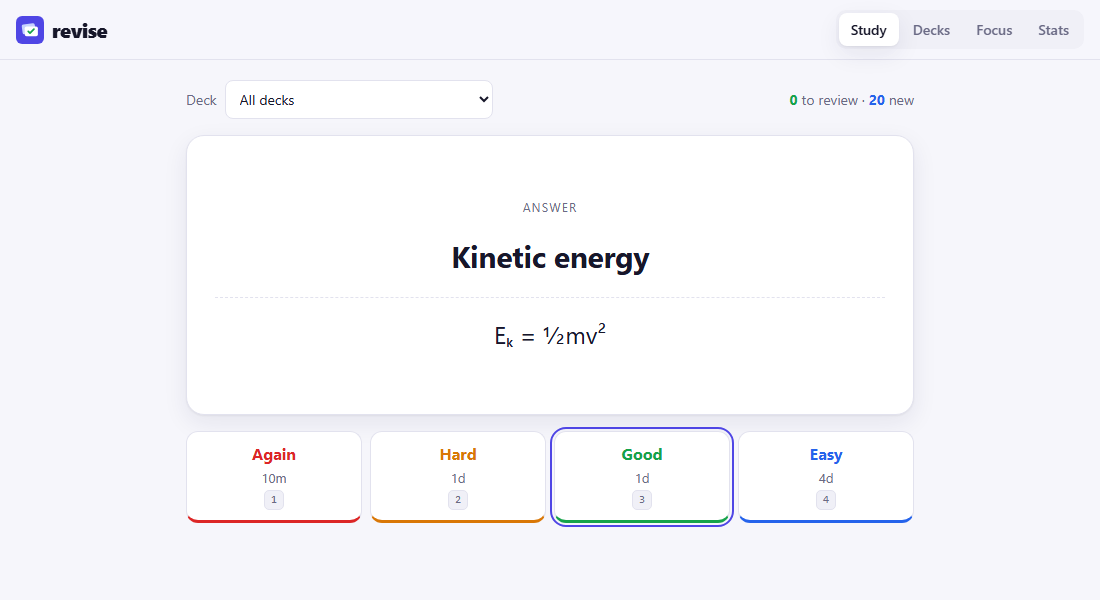 revise
Study Decks Focus Stats
Deck All decks 0 to review · 20 new
ANSWER
Kinetic energy
Eₖ = ½mv²
Again Hard Good Easy
10m 1d 1d 4d
1 2 3 4